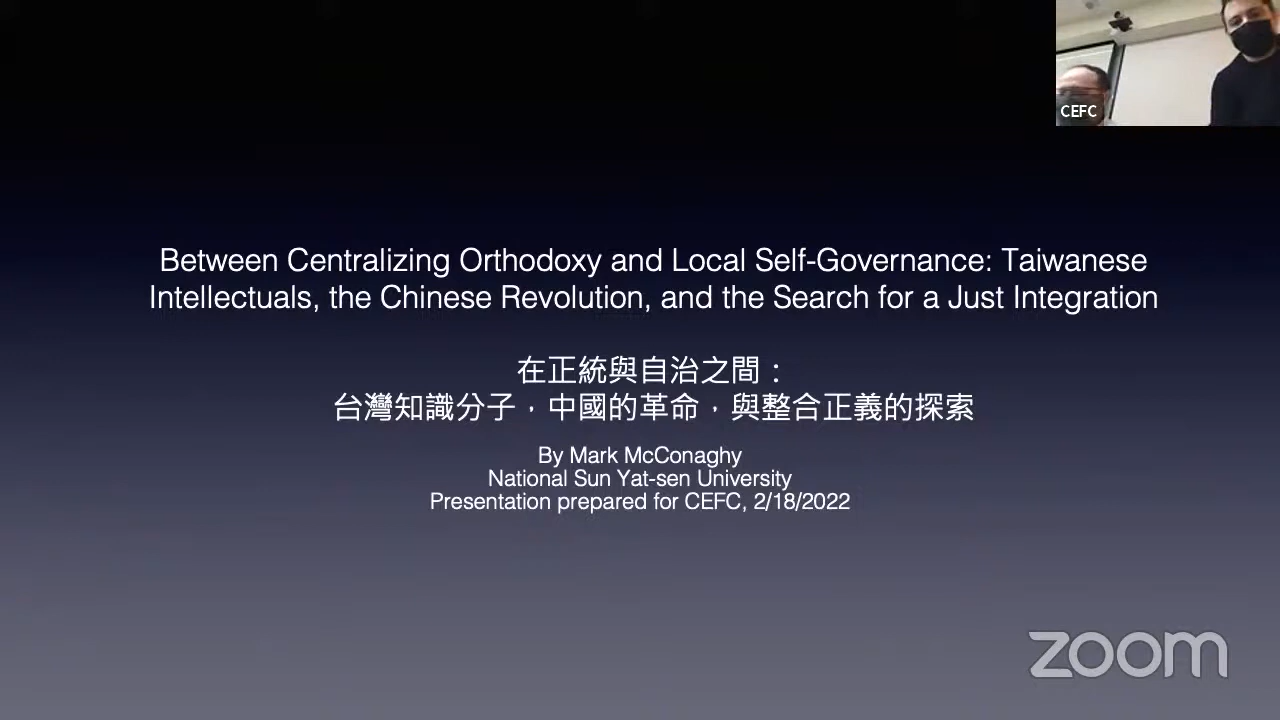 CEFC
Between Centralizing Orthodoxy and Local Self-Governance: Taiwanese
Intellectuals, the Chinese Revolution, and the Search for a Just Integration
在正統與自治之間：
台灣知識分子，中國的革命，與整合正義的探索
By Mark McConaghy
National Sun Yat-sen University
Presentation prepared for CEFC, 2/18/2022
zoom